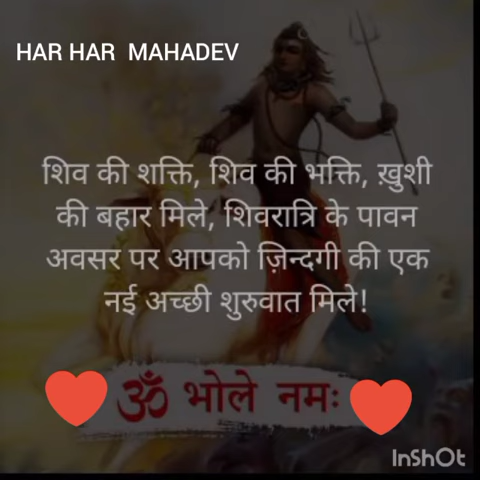 HAR HAR MAHADEV
शिव की शक्ति, शिव की भक्ति, ख़ुशी
की बहार मिले, शिवरात्रि के पावन
अवसर पर आपको ज़िन्दगी की एक
नई अच्छी शुरुवात मिले!
ॐ भोले नमः
InShOt